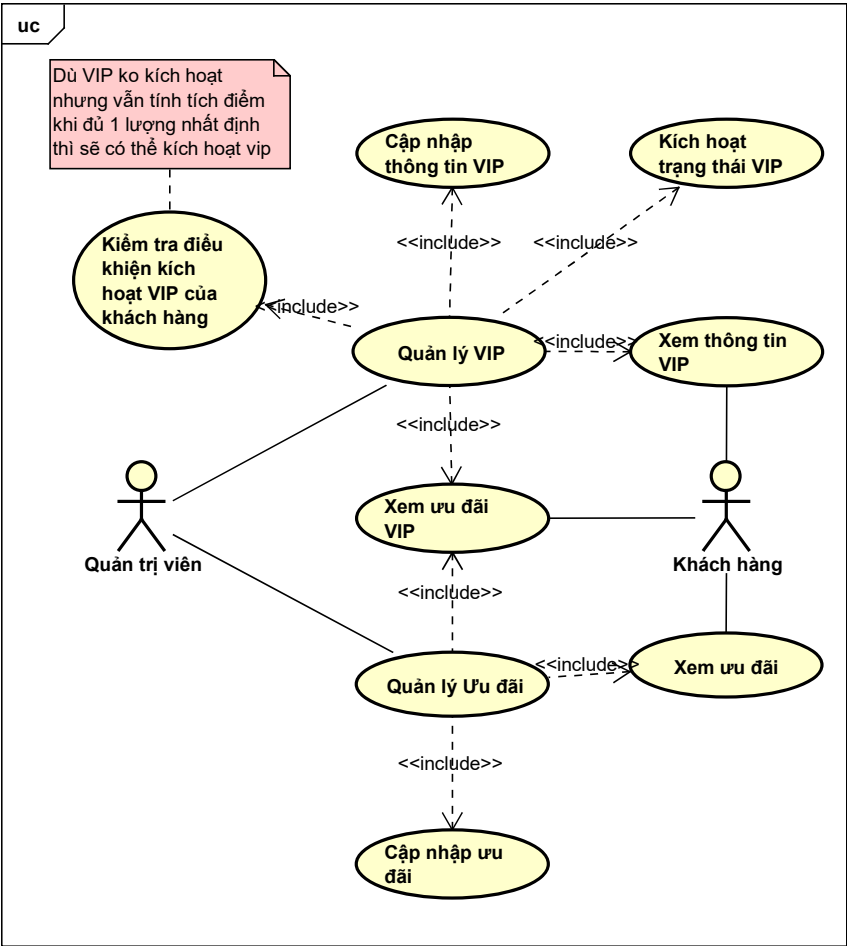 uc
Dù VIP ko kích hoạt
nhưng vẫn tính tích điểm
khi đủ 1 lượng nhất định
thì sẽ có thể kích hoạt vip
Cập nhập
thông tin VIP
Kích hoạt
trạng thái VIP
<<include>>
<<include>>
Kiểm tra điều
khiện kích
hoạt VIP của
khách hàng
<<include>>
Quản lý VIP
<<include>>
Xem thông tin
VIP
<<include>>
Xem ưu đãi
VIP
Quản trị viên
Khách hàng
<<include>>
Quản lý Ưu đãi
<<include>>
Xem ưu đãi
<<include>>
Cập nhập ưu
đãi